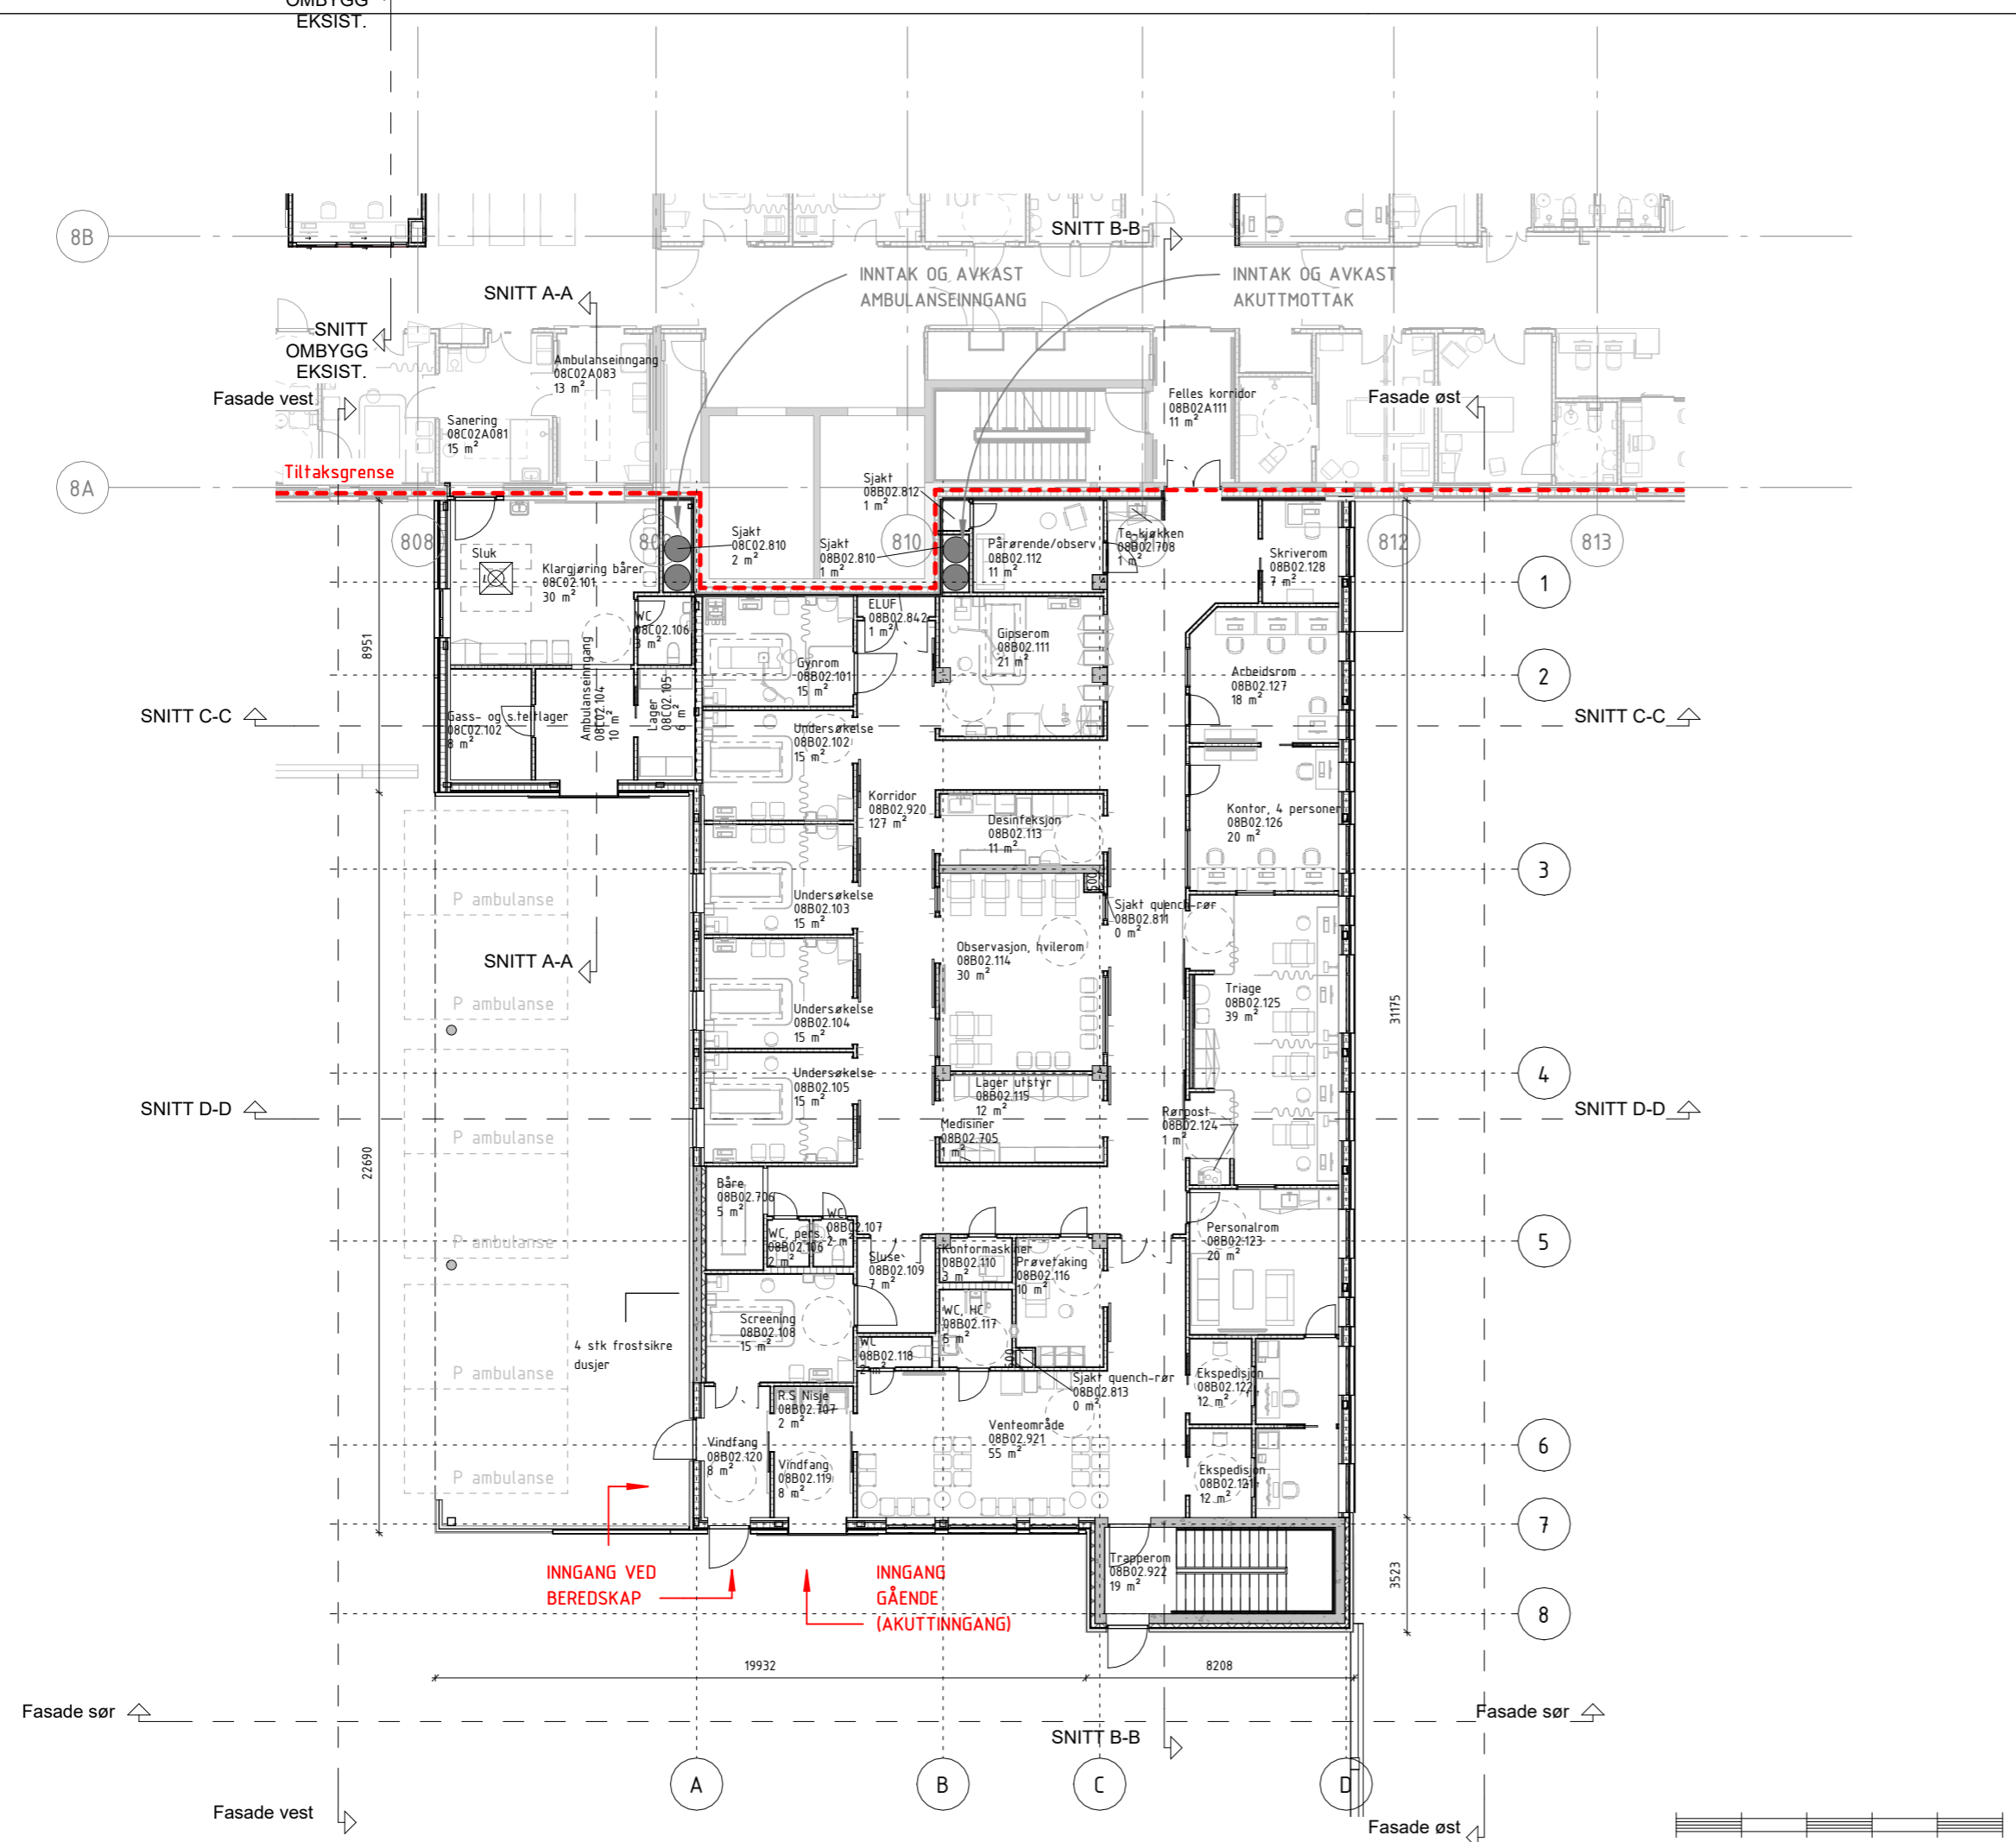 OMBYGG
EKSIST.
8B
SNITT B-B
INNTAK OG AVKAST
AMBULANSEINNGANG
INNTAK OG AVKAST
AKUTTMOTTAK
SNITT A-A
SNITT
OMBYGG
EKSIST.
Ambulanseinngang
08C02A083
13 m²
Fasade vest
Felles korridor
08B02A111
11 m²
Fasade øst
Sanering
08C02A081
15 m²
Tiltaksgrense
8A
Sjakt
08B02.812
1 m²
808
Sluk
Klargjøring bårer
08C02.101
30 m²
Sjakt
08C02.810
2 m²
Sjakt
08B02.810
1 m²
810
Pårørende/observ
08B02.112
11 m²
Te-kjøkken
08B02.708
1 m²
Skriverom
08B02.128
7 m²
812
813
1
WC
08C02.106
3 m²
ELUF
08B02.842
1 m²
Gipserom
08B02.111
21 m²
8951
Gynrom
08B02.101
15 m²
Arbeidsrom
08B02.127
18 m²
2
SNITT C-C
Gass- og s.teltlager
08C02.102
8 m²
Ambulanseinngang
08C02.104
10 m²
Lager
08C02.105
6 m²
Undersøkelse
08B02.102
15 m²
SNITT C-C
Korridor
08B02.920
127 m²
Desinfeksjon
08B02.113
11 m²
Kontor, 4 personer
08B02.126
20 m²
3
500
P ambulanse
Undersøkelse
08B02.103
15 m²
Sjakt quench-rør
08B02.811
0 m²
SNITT A-A
Observasjon, hvilerom
08B02.114
30 m²
P ambulanse
Undersøkelse
08B02.104
15 m²
Triage
08B02.125
39 m²
31175
4
Undersøkelse
08B02.105
15 m²
Lager utstyr
08B02.115
12 m²
SNITT D-D
Medisiner
08B02.705
1 m²
Rørpost
08B02.124
1 m²
SNITT D-D
P ambulanse
22690
Båre
08B02.706
5 m²
WC
08B02.107
2 m²
WC, pers.
08B02.106
2 m²
P ambulanse
Sluse
08B02.109
7 m²
Kontormaskiner
08B02.110
3 m²
Prøvetaking
08B02.116
10 m²
Personalrom
08B02.123
20 m²
5
4 stk frostsikre
dusjer
Screening
08B02.108
15 m²
WC, HC
08B02.117
5 m²
WC
08B02.118
2 m²
500
P ambulanse
Sjakt quench-rør
08B02.813
0 m²
Ekspedisjon
08B02.122
12 m²
R.S Nisje
08B02.707
2 m²
Venteområde
08B02.921
55 m²
6
Vindfang
08B02.120
8 m²
Vindfang
08B02.119
8 m²
P ambulanse
Ekspedisjon
08B02.121
12 m²
7
INNGANG VED
BEREDSKAP
INNGANG
GÅENDE
(AKUTTINNGANG)
Trapperom
08B02.922
19 m²
3523
8
19932
8208
Fasade sør
Fasade sør
SNITT B-B
A
B
C
D
Fasade vest
Fasade øst